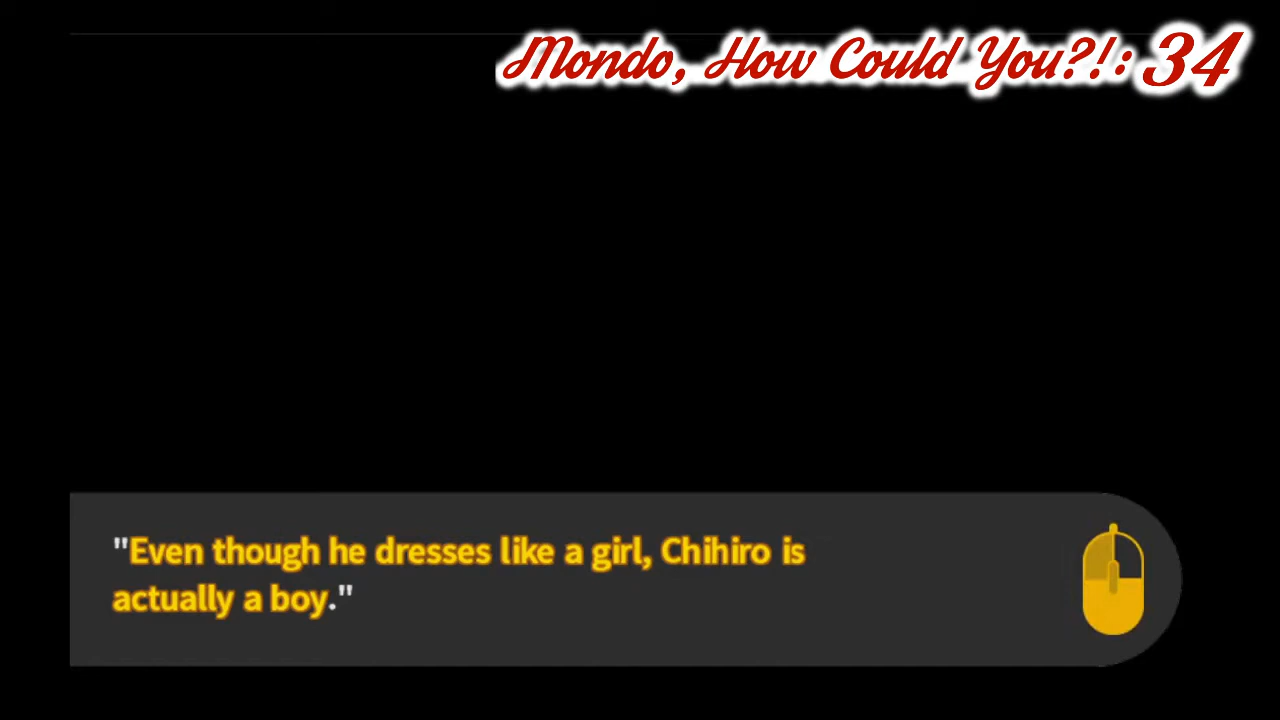 Mondo, How Could You?!: 34
"Even though he dresses like a girl, Chihiro is
actually a boy."